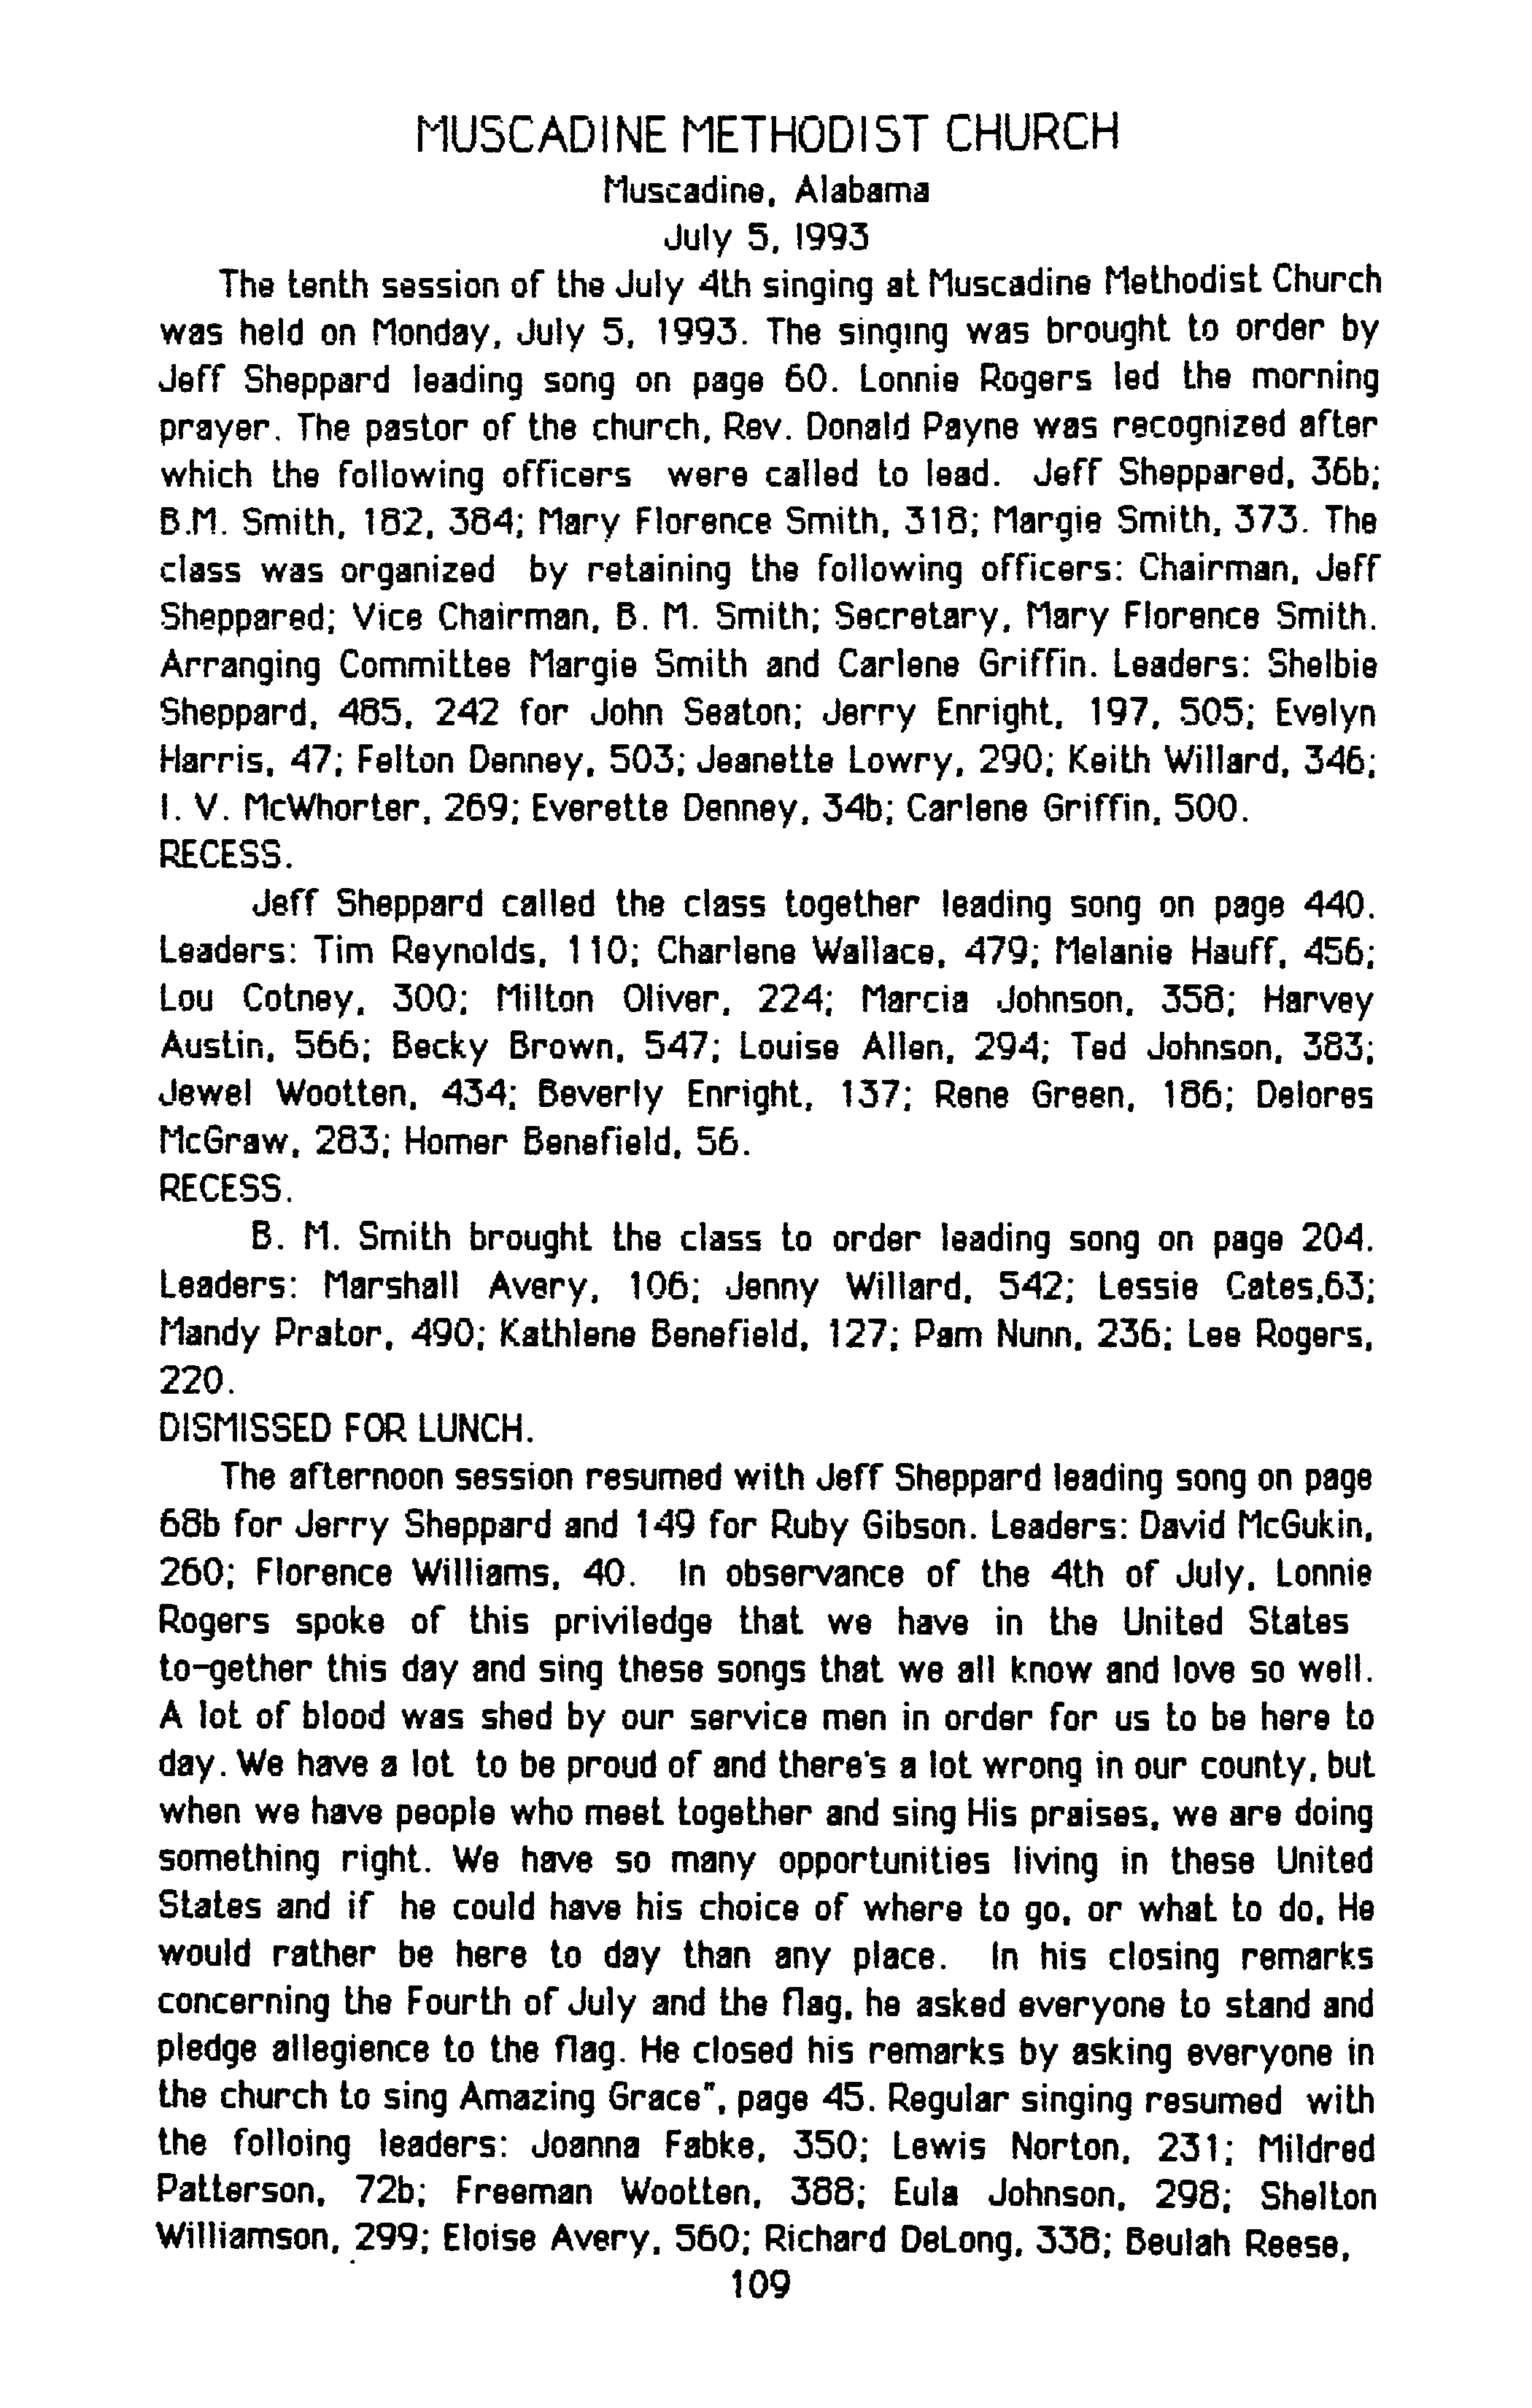 MUSCADINE METHODIST CHURCH
Muscadine, Alabama
July 5, 1993
The tenth session of the July 4th singing at Muscadine Methodist Church
was held on Monday, July 5, 1993. The singing was brought to order by
Jeff Sheppard leading song on page 60. Lonnie Rogers led the morning
prayer. The pastor of the church, Rev. Donald Payne was recognized after
which the following officers were called to lead. Jeff Sheppared, 36b;
B.M. Smith, 182, 384; Mary Florence Smith, 318; Margie Smith, 373. The
class was organized by retaining the following officers: Chairman, Jeff
Sheppared; Vice Chairman, B. M. Smith; Secretary, Mary Florence Smith.
Arranging Committee Margie Smith and Carlene Griffin. Leaders: Shelbie
Sheppard, 485, 242 for John Seaton; Jerry Enright, 197, 505; Evelyn
Harris, 47; Felton Denney, 503; Jeanette Lowry, 290; Keith Willard, 346;
I. V. McWhorter, 269; Everette Denney, 34b; Carlene Griffin, 500.
RECESS.
Jeff Sheppard called the class together leading song on page 440.
Leaders: Tim Reynolds, 110; Charlene Wallace, 479; Melanie Hauff, 456;
Lou Cotney, 300; Milton Oliver, 224; Marcia Johnson, 358; Harvey
Austin, 566; Becky Brown, 547; Louise Allen, 294; Ted Johnson, 383;
Jewel Wootten, 434; Beverly Enright, 137; Rene Green, 186; Delores
McGraw, 283; Homer Benefield, 56.
RECESS.
B. M. Smith brought the class to order leading song on page 204.
Leaders: Marshall Avery, 106; Jenny Willard, 542; Lessie Cates,63;
Mandy Prator, 490; Kathlene Benefield, 127; Pam Nunn, 236; Lee Rogers,
220.
DISMISSED FOR LUNCH.
The afternoon session resumed with Jeff Sheppard leading song on page
68b for Jerry Sheppard and 149 for Ruby Gibson. Leaders: David McGukin,
260; Florence Williams, 40. In observance of the 4th of July, Lonnie
Rogers spoke of this priviledge that we have in the United States
to-gether this day and sing these songs that we all know and love so well.
A lot of blood was shed by our service men in order for us to be here to
day. We have a lot to be proud of and there's a lot wrong in our county, but
when we have people who meet together and sing His praises, we are doing
something right. We have so many opportunities living in these United
States and if he could have his choice of where to go, or what to do, He
would rather be here to day than any place. In his closing remarks
concerning the Fourth of July and the flag, he asked everyone to stand and
pledge allegience to the flag. He closed his remarks by asking everyone in
the church to sing Amazing Grace", page 45. Regular singing resumed with
the folloing leaders: Joanna Fabke, 350; Lewis Norton, 231; Mildred
Patterson, 72b; Freeman Wootten, 388; Eula Johnson, 298; Shelton
Williamson, 299; Eloise Avery, 560; Richard DeLong, 338; Beulah Reese,
109